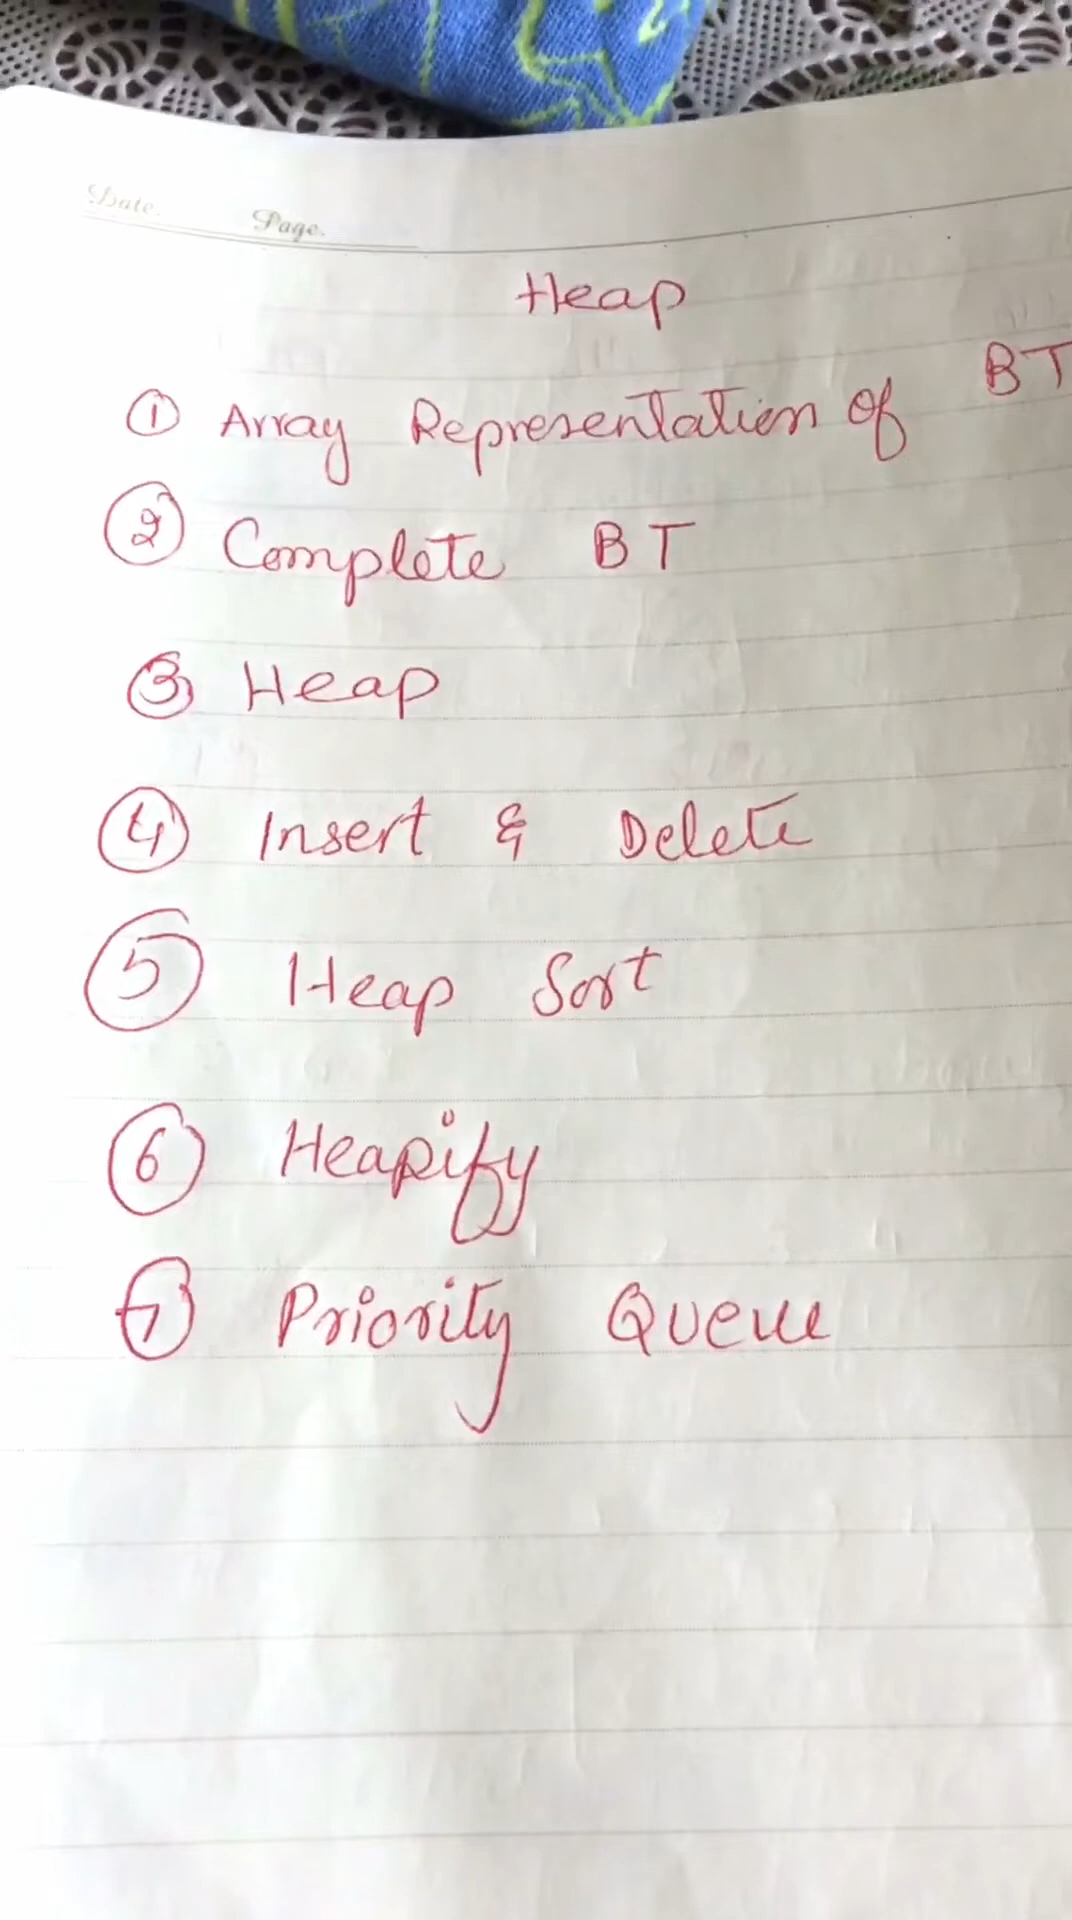 Date. Page.
Heap
① Array Representation of BT
② Complete BT
③ Heap
④ Insert & Delete
⑤ Heap Sort
⑥ Heapify
⑦ Priority Queue